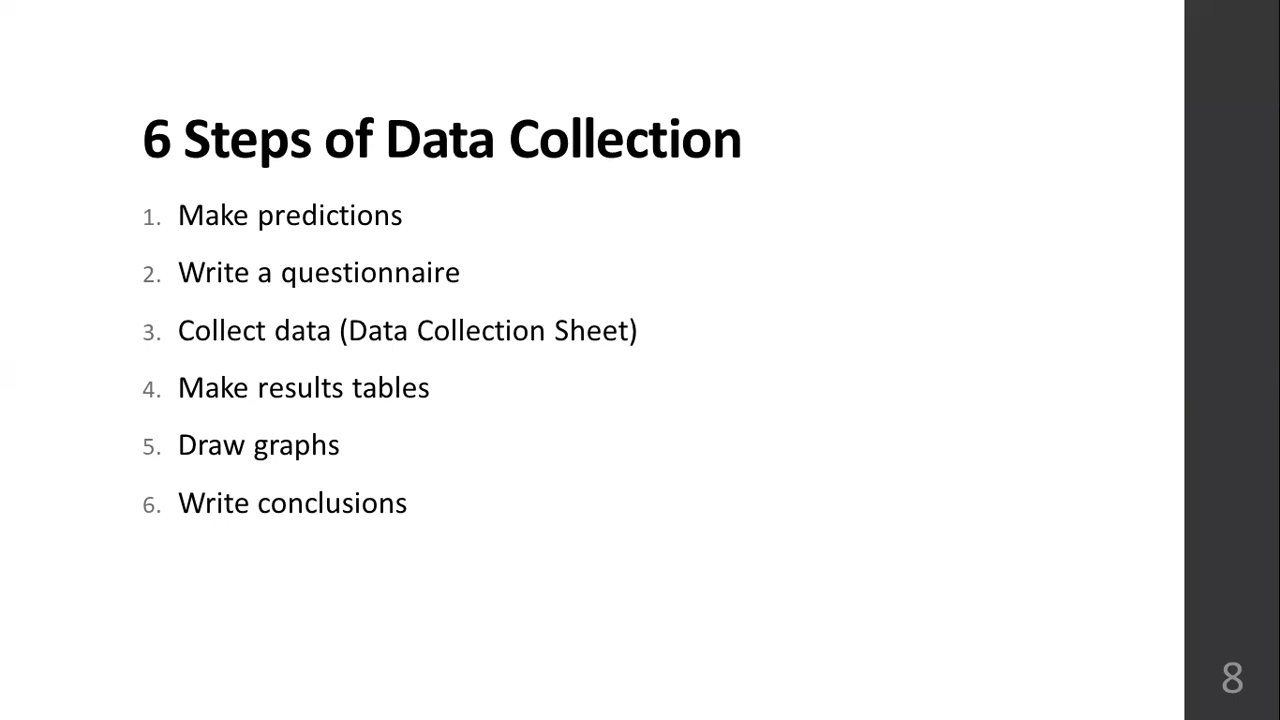 6 Steps of Data Collection
1. Make predictions
2. Write a questionnaire
3. Collect data (Data Collection Sheet)
4. Make results tables
5. Draw graphs
6. Write conclusions
8